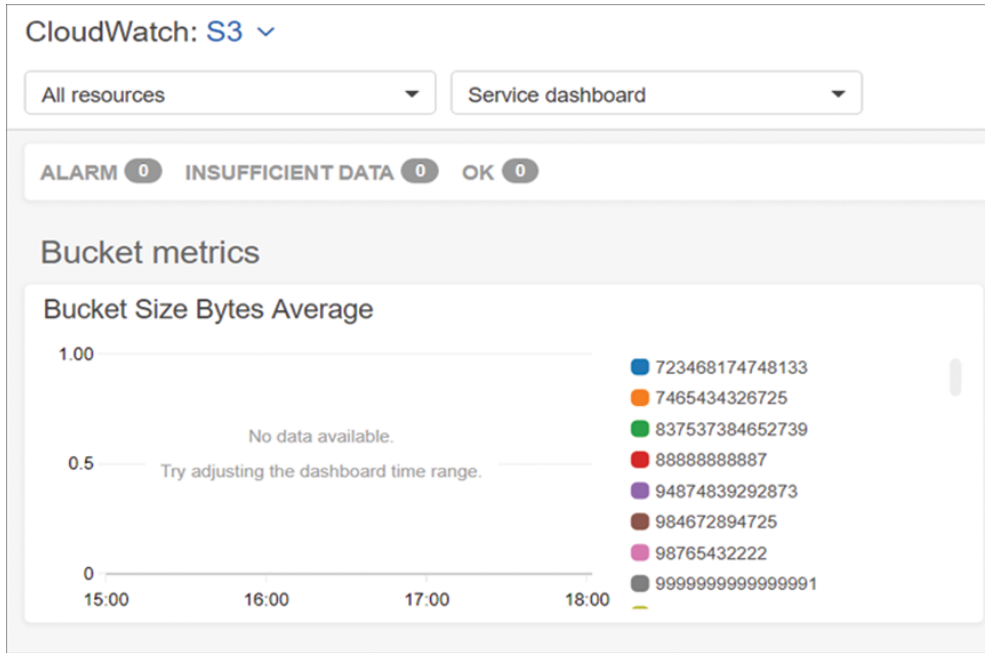 CloudWatch: S3
All resources
Service dashboard
ALARM 0 INSUFFICIENT DATA 0 OK 0
Bucket metrics
Bucket Size Bytes Average
1.00
0.5
0
No data available.
Try adjusting the dashboard time range.
15:00 16:00 17:00 18:00
723468174748133
7465434326725
837537384652739
88888888887
94874839292873
984672894725
98765432222
9999999999999991